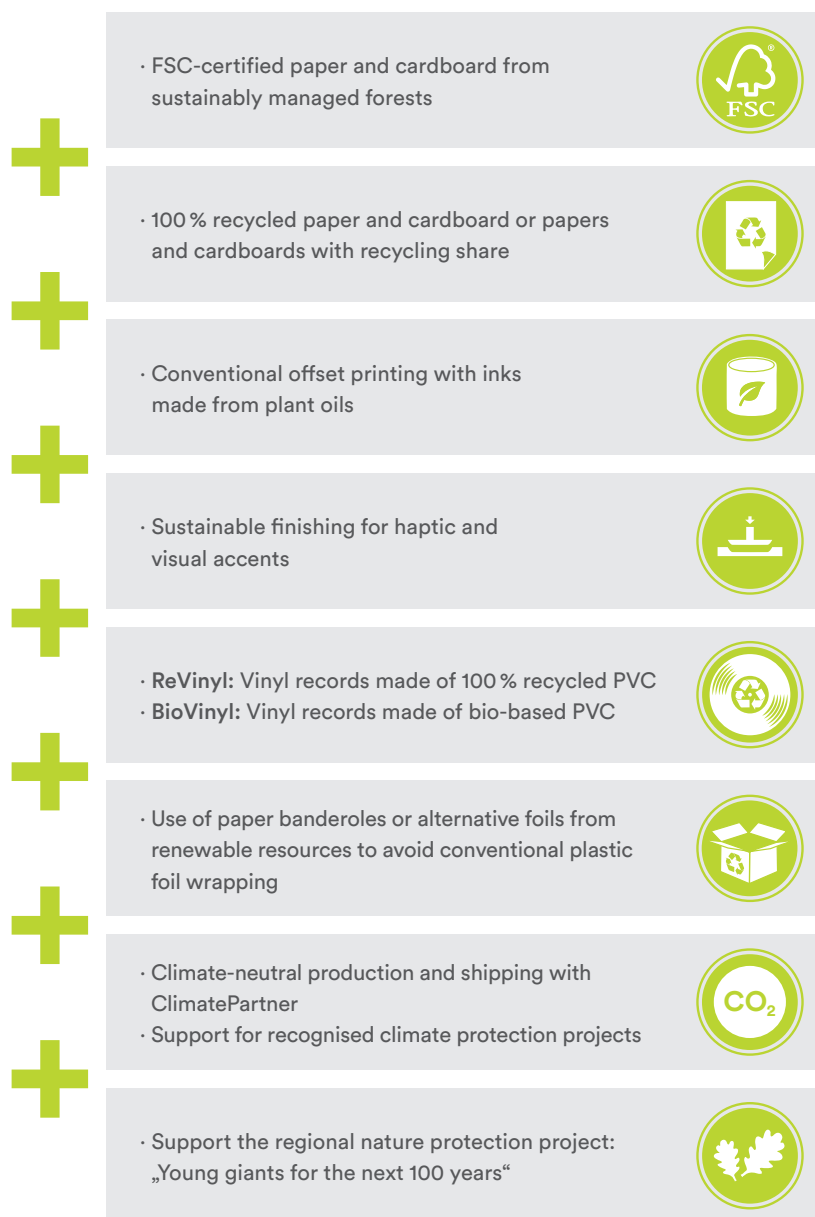 · FSC-certified paper and cardboard from
sustainably managed forests
®
FSC
· 100 % recycled paper and cardboard or papers
and cardboards with recycling share
· Conventional offset printing with inks
made from plant oils
· Sustainable finishing for haptic and
visual accents
· ReVinyl: Vinyl records made of 100 % recycled PVC
· BioVinyl: Vinyl records made of bio-based PVC
· Use of paper banderoles or alternative foils from
renewable resources to avoid conventional plastic
foil wrapping
· Climate-neutral production and shipping with
ClimatePartner
· Support for recognised climate protection projects
CO₂
· Support the regional nature protection project:
„Young giants for the next 100 years“